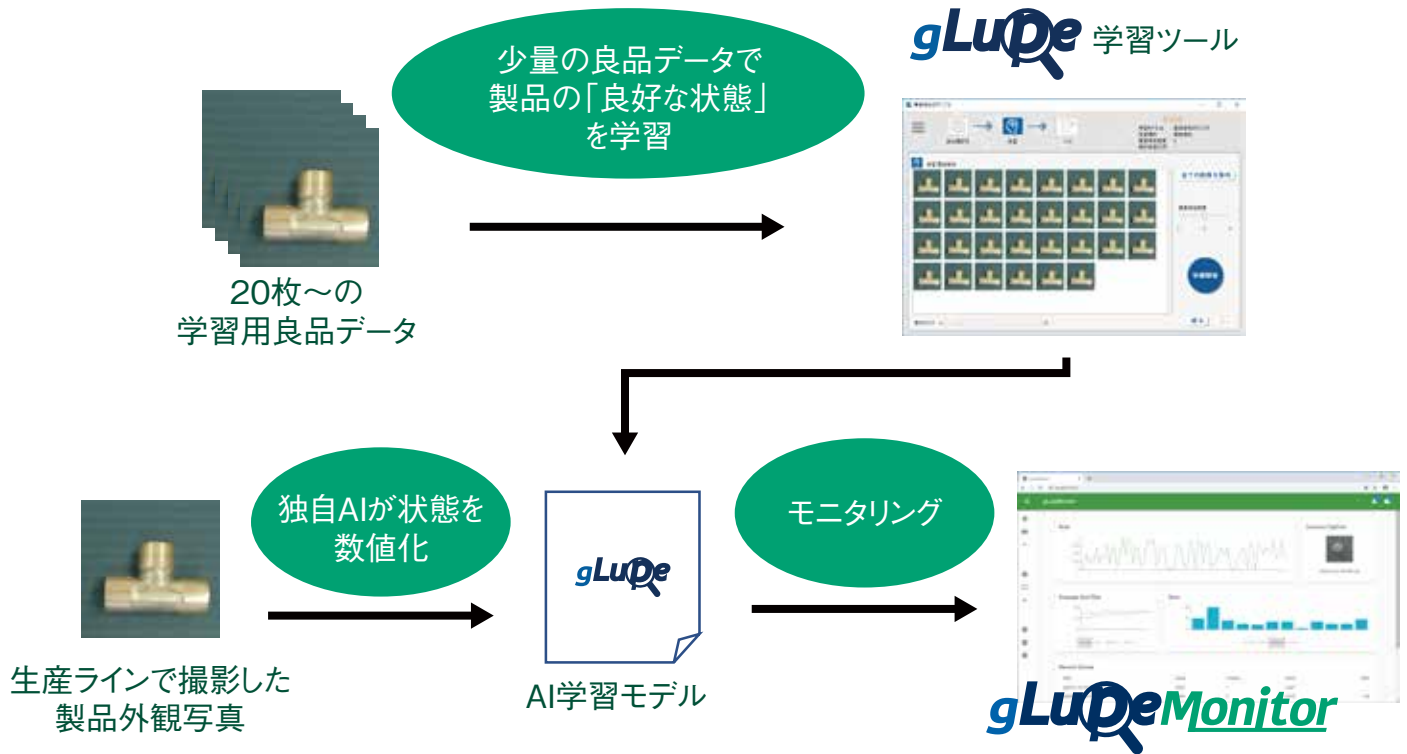 少量の良品データで
製品の「良好な状態」
を学習
gLupe 学習ツール
20枚~の
学習用良品データ
独自AIが状態を
数値化
モニタリング
gLupe
生産ラインで撮影した
製品外観写真
AI学習モデル
gLupeMonitor